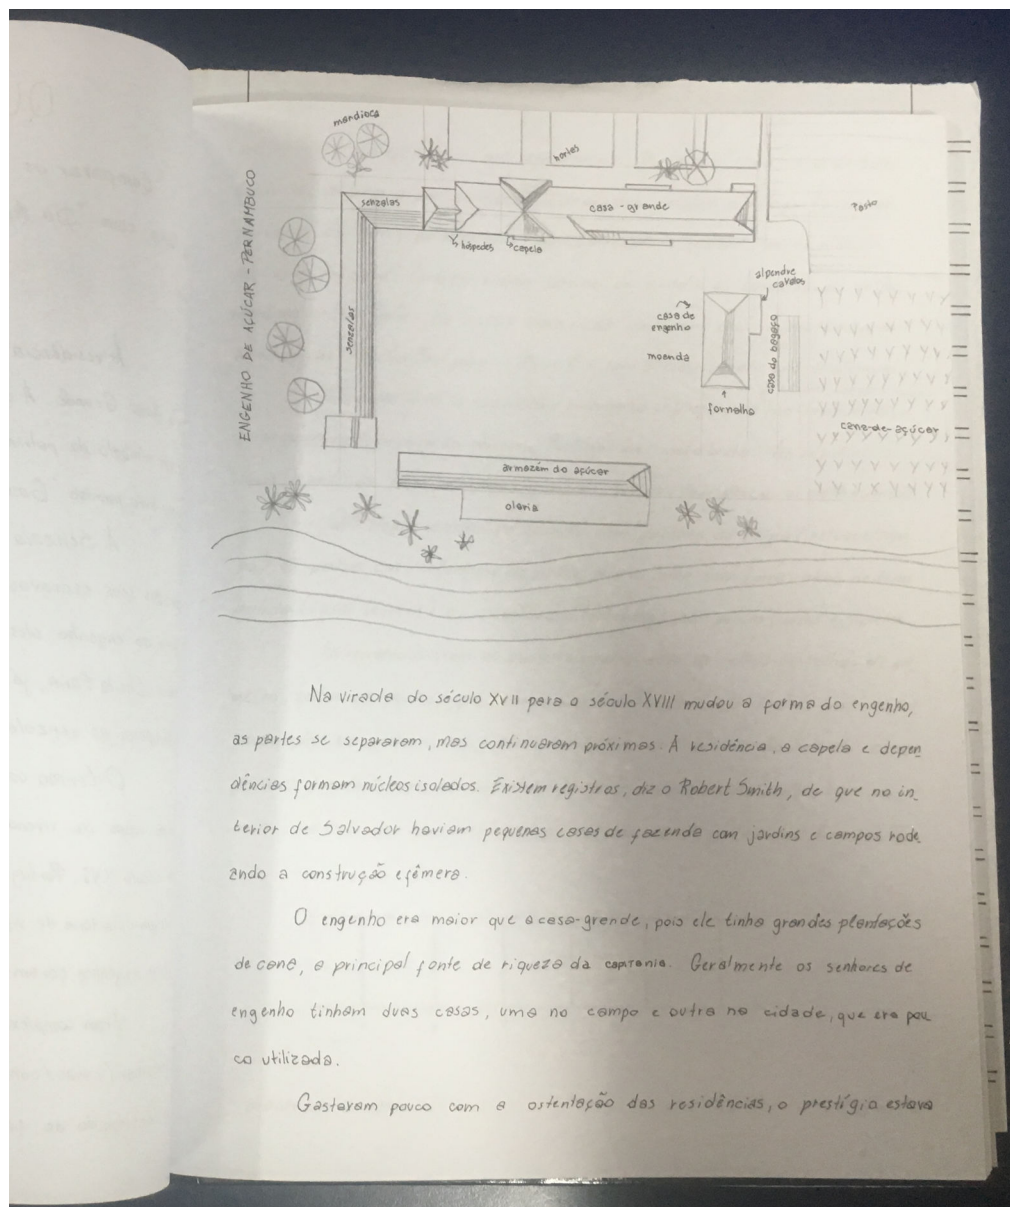 mandioca
hortas
ENGENHO DE AÇÚCAR - PERNAMBUCO
senzalas
casa - grande
Pasto
hóspedes
capela
alpendre
cavalos
casa de
engenho
senzalas
moenda
casa do bagaço
fornalha
cana-de-açúcar
armazém do açúcar
olaria
Na virada do século XVII para o século XVIII mudou a forma do engenho,
as partes se separaram, mas continuaram próximas. A residência, a capela e depen
dências formam núcleos isolados. Existem registros, diz o Robert Smith, de que no in_
terior de Salvador haviam pequenas casas de fazenda com jardins e campos rode
ando a construção efêmera.
O engenho era maior que a casa-grande, pois ele tinha grandes plantações
de cana, a principal fonte de riqueza da capitania. Geralmente os senhores de
engenho tinham duas casas, uma no campo e outra na cidade, que era pou
co utilizada.
Gastavam pouco com a ostentação das residências, o prestígio estava